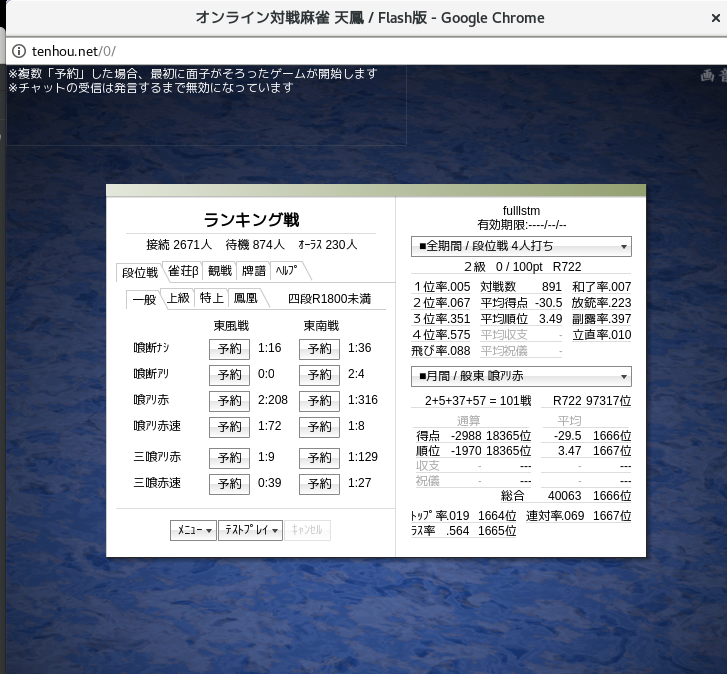 オンライン対戦麻雀 天鳳 / Flash版 - Google Chrome ×
tenhou.net/0/
※複数「予約」した場合、最初に面子がそろったゲームが開始します
※チャットの受信は発言するまで無効になっています
画 音
ランキング戦
接続 2671人 待機 874人 ｵｰﾗｽ 230人
段位戦 雀荘β 観戦 牌譜 ﾍﾙﾌﾟ
一般 上級 特上 鳳凰 四段R1800未満
東風戦 東南戦
喰断ﾅｼ 予約 1:16 予約 1:36
喰断ｱﾘ 予約 0:0 予約 2:4
喰ｱﾘ赤 予約 2:208 予約 1:316
喰ｱﾘ赤速 予約 1:72 予約 1:8
三喰ｱﾘ赤 予約 1:9 予約 1:129
三喰赤速 予約 0:39 予約 1:27
ﾒﾆｭｰ ﾃｽﾄﾌﾟﾚｲ ｷｬﾝｾﾙ
fulllstm
有効期限:----/--/--
■全期間 / 段位戦 4人打ち
２級 0 / 100pt R722
１位率.005 対戦数 891 和了率.007
２位率.067 平均得点 -30.5 放銃率.223
３位率.351 平均順位 3.49 副露率.397
４位率.575 平均収支 - 立直率.010
飛び率.088 平均祝儀 -
■月間 / 般東 喰ｱﾘ赤
2+5+37+57 = 101戦 R722 97317位
通算 平均
得点 -2988 18365位 -29.5 1666位
順位 -1970 18365位 3.47 1667位
収支 - --- - ---
祝儀 - --- - ---
総合 40063 1666位
ﾄｯﾌﾟ率.019 1664位 連対率.069 1667位
ﾗｽ率 .564 1665位